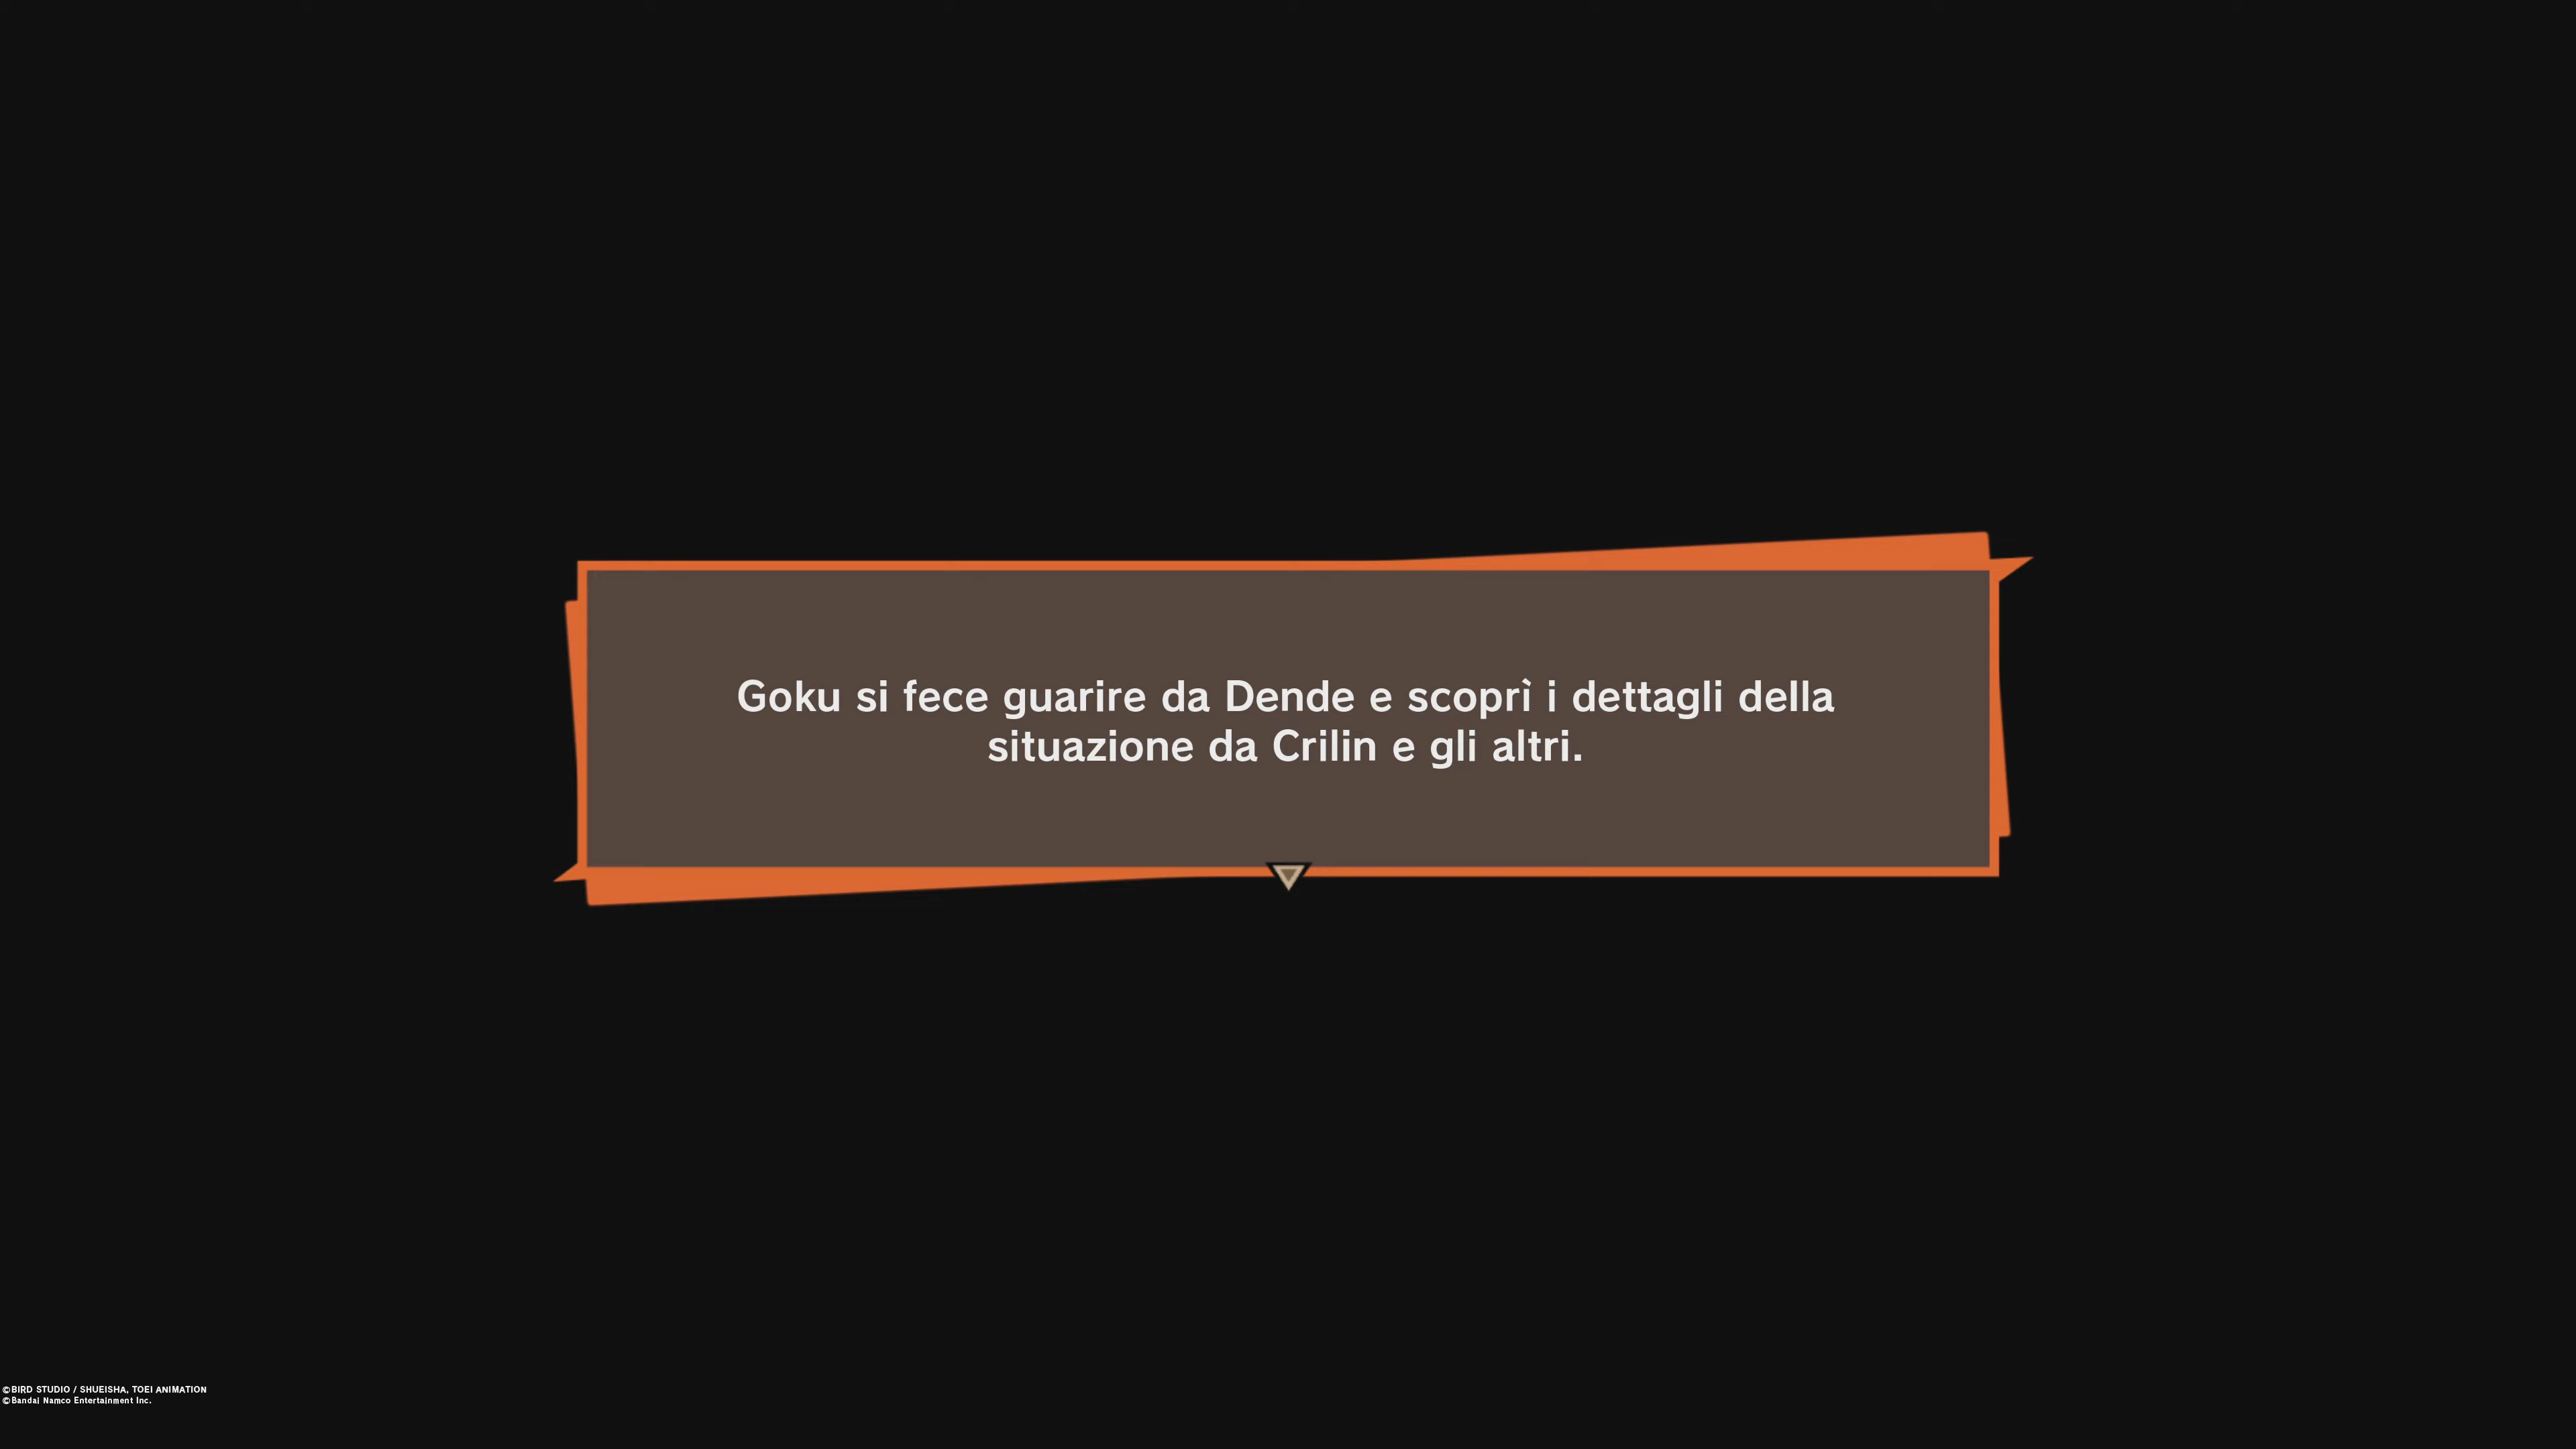 Goku si fece guarire da Dende e scoprì i dettagli della
situazione da Crilin e gli altri.
©BIRD STUDIO / SHUEISHA, TOEI ANIMATION
©Bandai Namco Entertainment Inc.